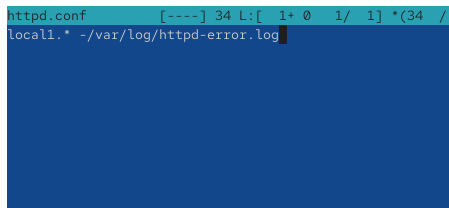 httpd.conf [----] 34 L:[ 1+ 0 1/ 1] *(34 /
local1.* -/var/log/httpd-error.log